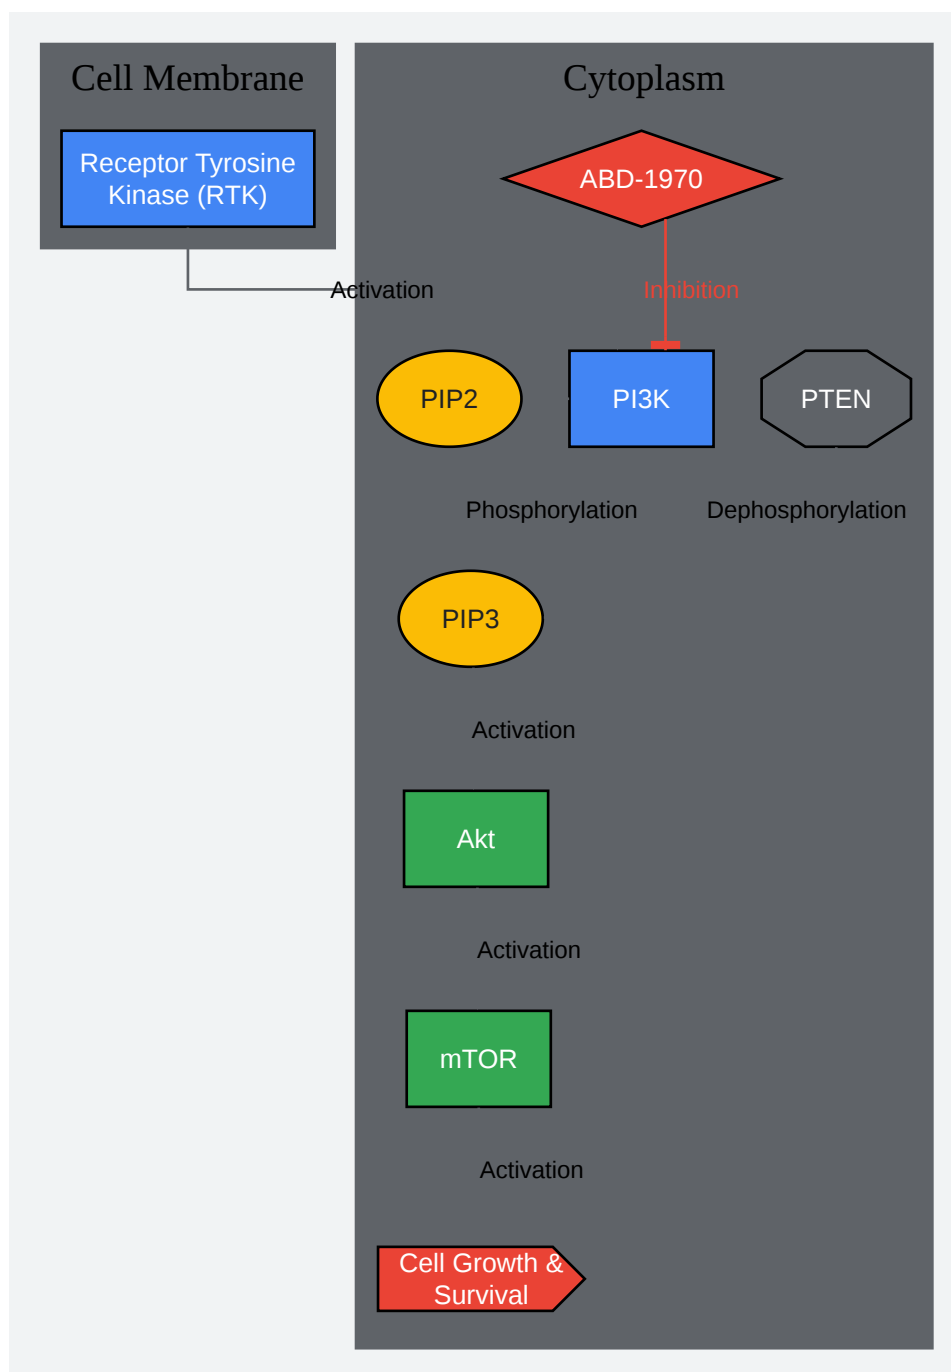 Cell Membrane
Cytoplasm
Receptor Tyrosine
Kinase (RTK)
ABD-1970
Activation
Inhibition
PIP2
PI3K
PTEN
Phosphorylation
Dephosphorylation
PIP3
Activation
Akt
Activation
mTOR
Activation
Cell Growth &
Survival